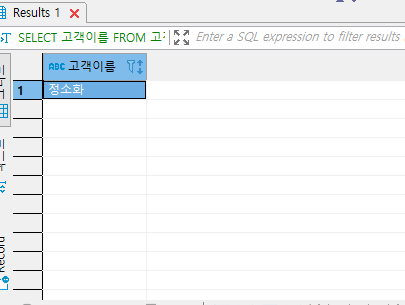 Results 1
SELECT 고객이름 FROM 고
Enter a SQL expression to filter results
ABC 고객이름
1 정소화
Record